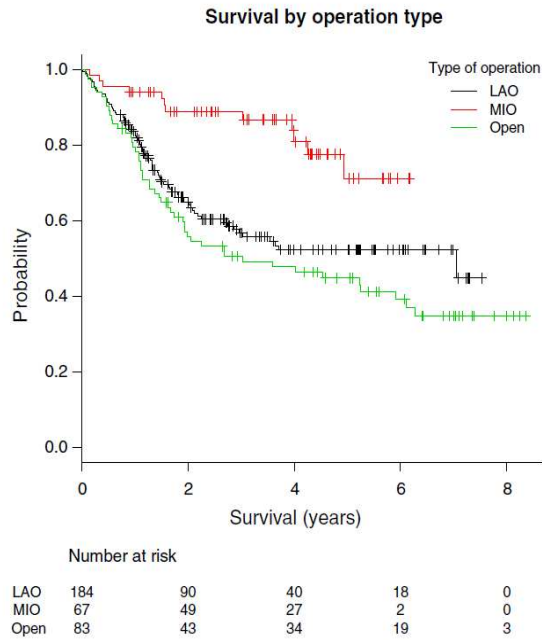 Survival by operation type
Type of operation
LAO
MIO
Open
1.0
0.8
0.6
0.4
0.2
0.0
Probability
0 2 4 6 8
Survival (years)
Number at risk
LAO 184 90 40 18 0
MIO 67 49 27 2 0
Open 83 43 34 19 3